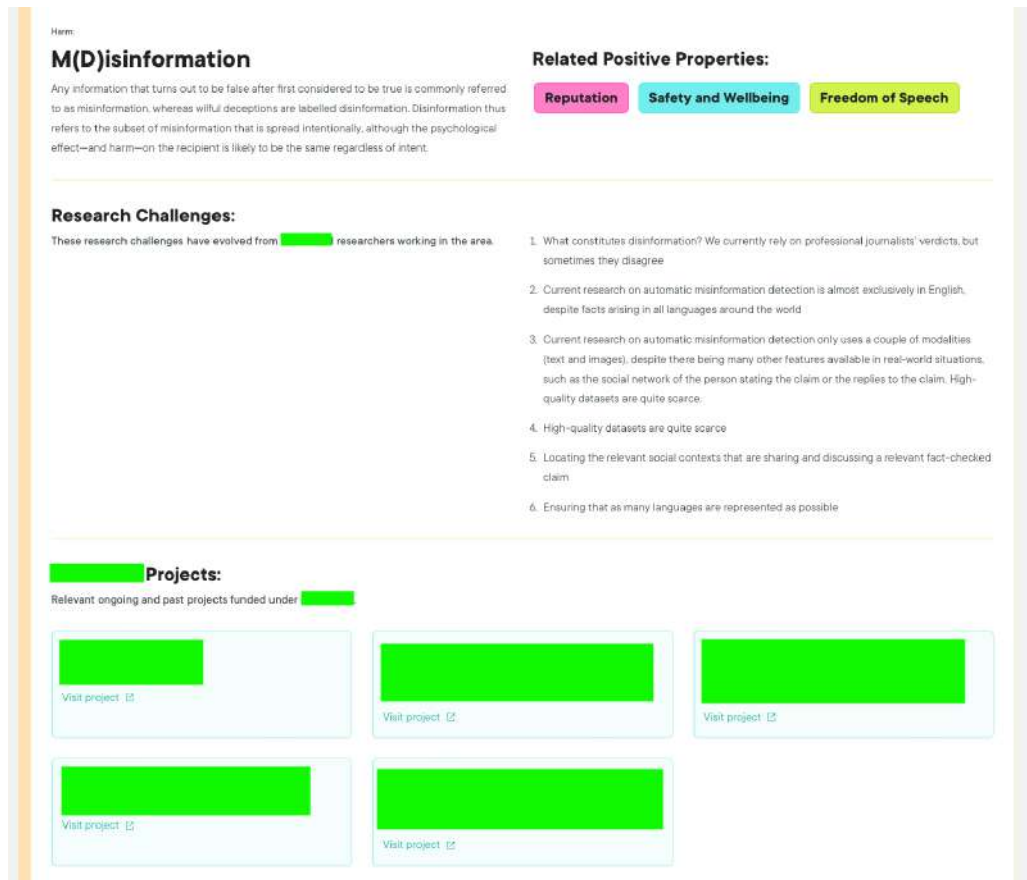 Harm:
M(D)isinformation
Any information that turns out to be false after first considered to be true is commonly referred
to as misinformation, whereas wilful deceptions are labelled disinformation. Disinformation thus
refers to the subset of misinformation that is spread intentionally, although the psychological
effect—and harm—on the recipient is likely to be the same regardless of intent.
Related Positive Properties:
Reputation
Safety and Wellbeing
Freedom of Speech
Research Challenges:
These research challenges have evolved from researchers working in the area.
1. What constitutes disinformation? We currently rely on professional journalists' verdicts, but
sometimes they disagree
2. Current research on automatic misinformation detection is almost exclusively in English,
despite facts arising in all languages around the world
3. Current research on automatic misinformation detection only uses a couple of modalities
(text and images), despite there being many other features available in real-world situations,
such as the social network of the person stating the claim or the replies to the claim. High-
quality datasets are quite scarce.
4. High-quality datasets are quite scarce
5. Locating the relevant social contexts that are sharing and discussing a relevant fact-checked
claim
6. Ensuring that as many languages are represented as possible
Projects:
Relevant ongoing and past projects funded under
Visit project
Visit project
Visit project
Visit project
Visit project